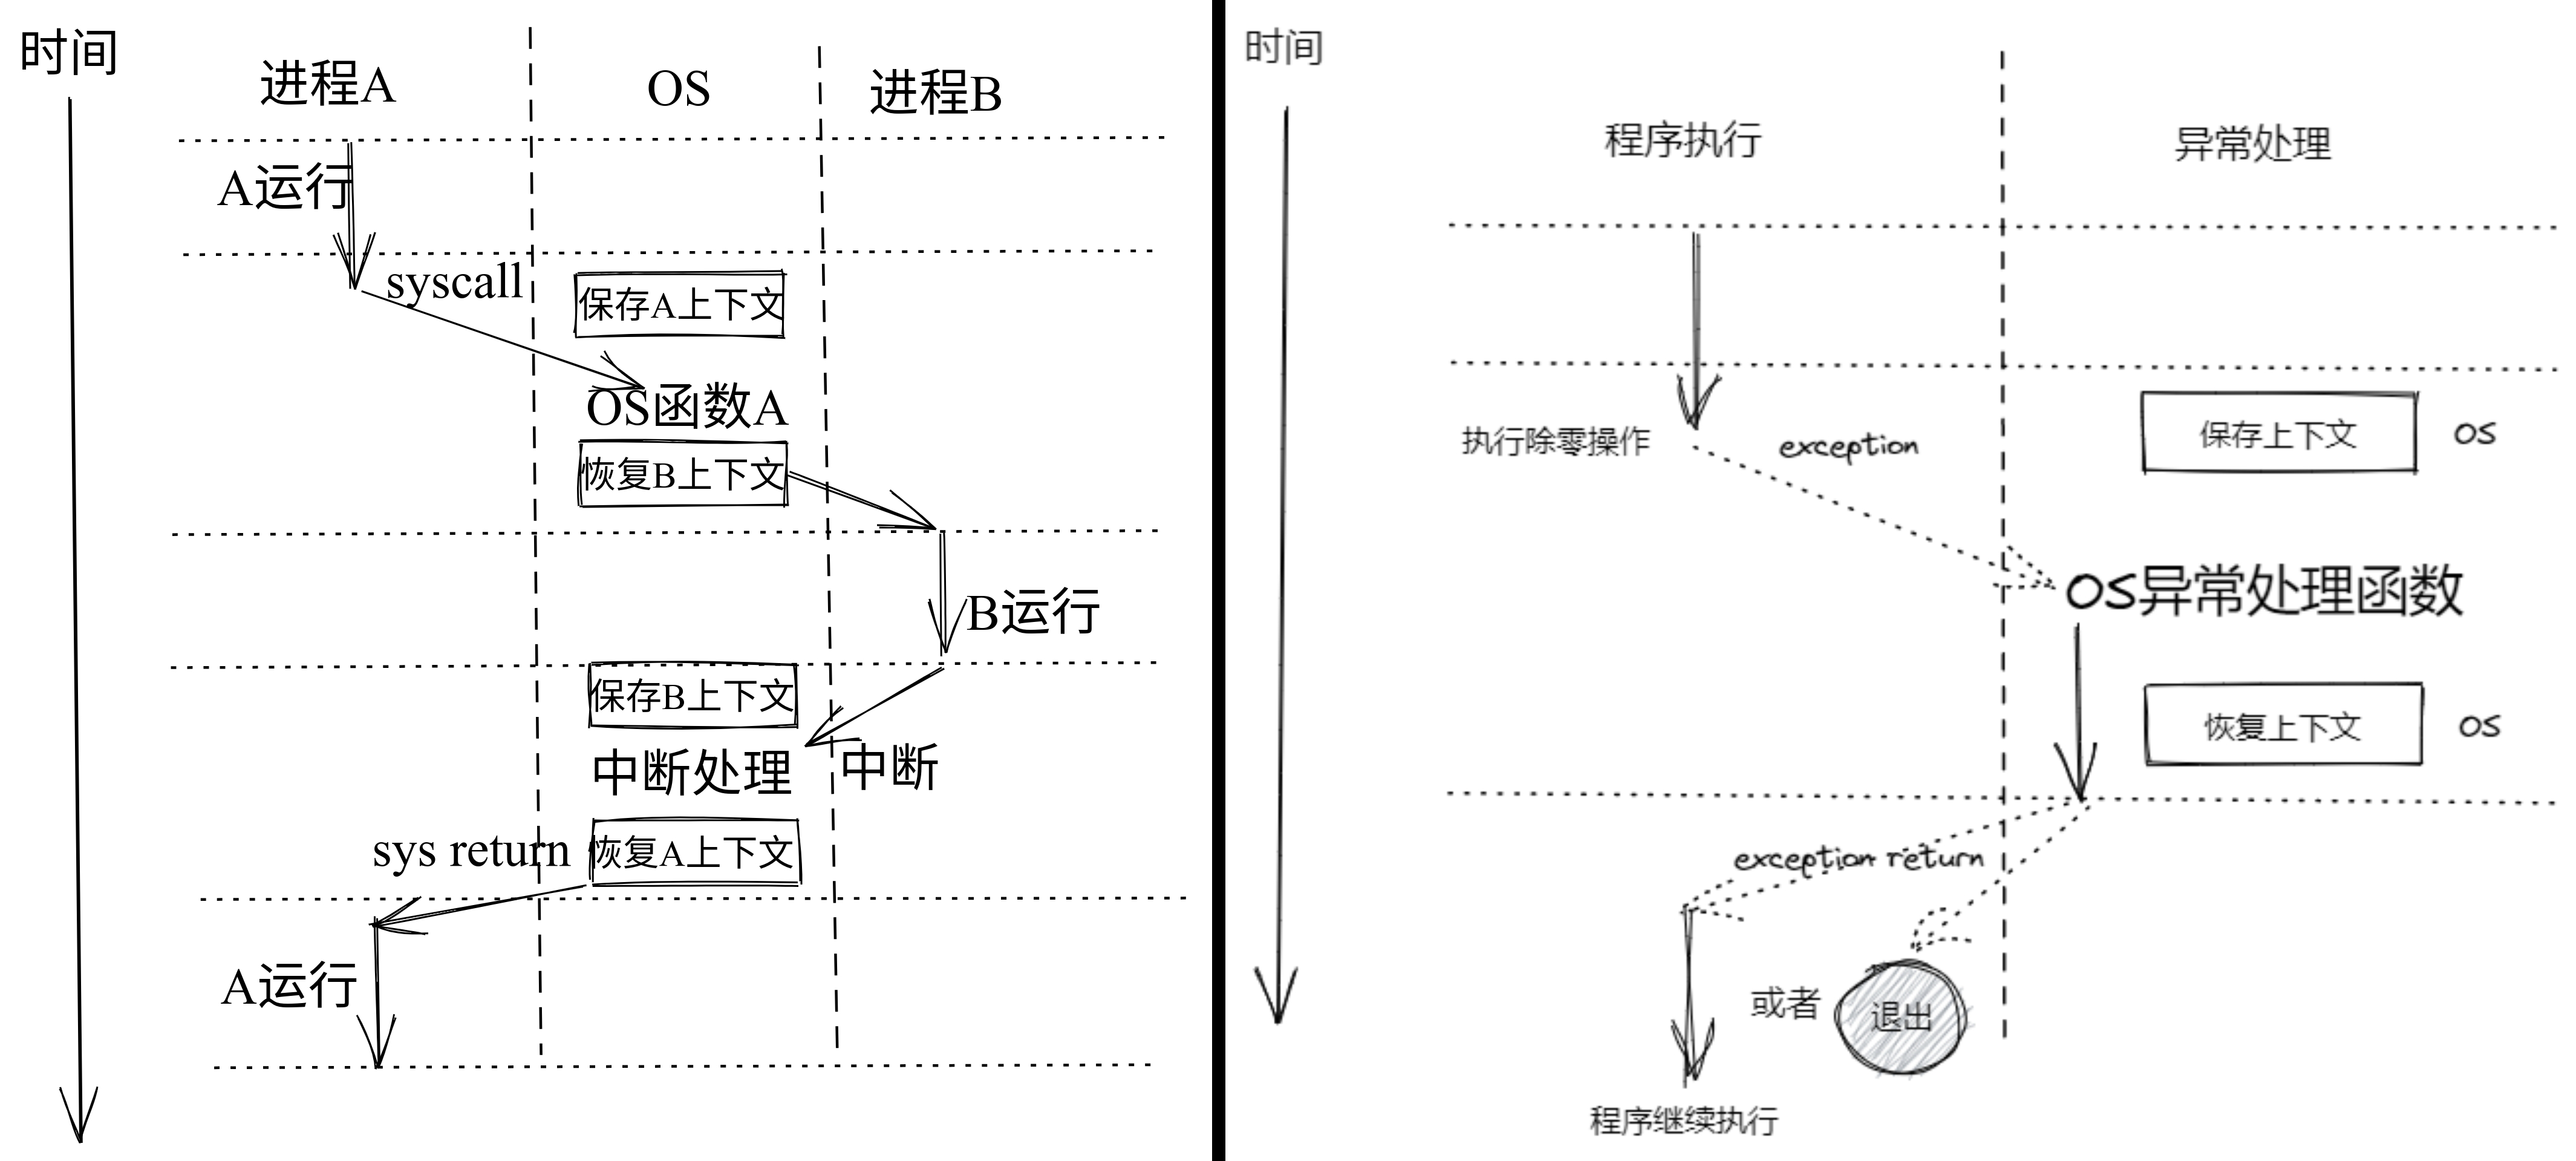 时间
进程A
OS
进程B
A运行
syscall
保存A上下文
OS函数A
恢复B上下文
B运行
保存B上下文
中断处理
中断
sys return
恢复A上下文
A运行
时间
程序执行
异常处理
执行除零操作
exception
保存上下文
OS
OS异常处理函数
恢复上下文
OS
exception return
或者
退出
程序继续执行